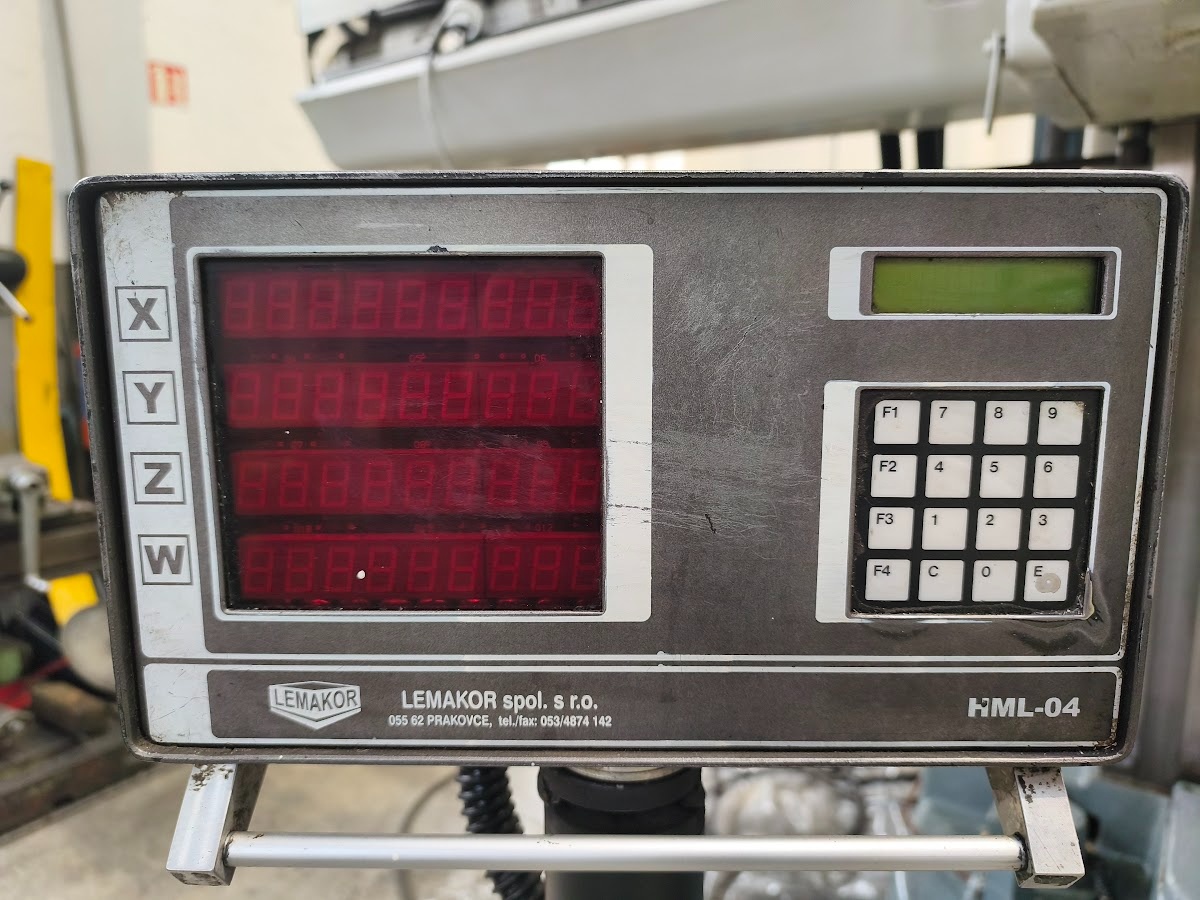 X
Y
Z
W
F1 7 8 9
F2 4 5 6
F3 1 2 3
F4 C 0 E
LEMAKOR
LEMAKOR spol. s r.o.
055 62 PRAKOVCE, tel./fax: 053/4874 142
HML-04